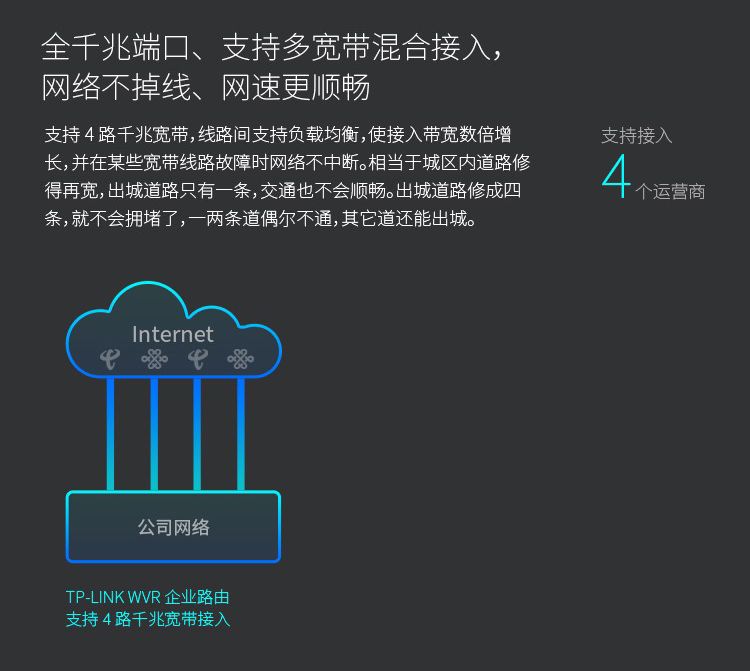 全千兆端口、支持多宽带混合接入，
网络不掉线、网速更顺畅
支持 4 路千兆宽带，线路间支持负载均衡，使接入带宽数倍增
长，并在某些宽带线路故障时网络不中断。相当于城区内道路修
得再宽，出城道路只有一条，交通也不会顺畅。出城道路修成四
条，就不会拥堵了，一两条道偶尔不通，其它道还能出城。
支持接入
4个运营商
Internet
公司网络
TP-LINK WVR 企业路由
支持 4 路千兆宽带接入